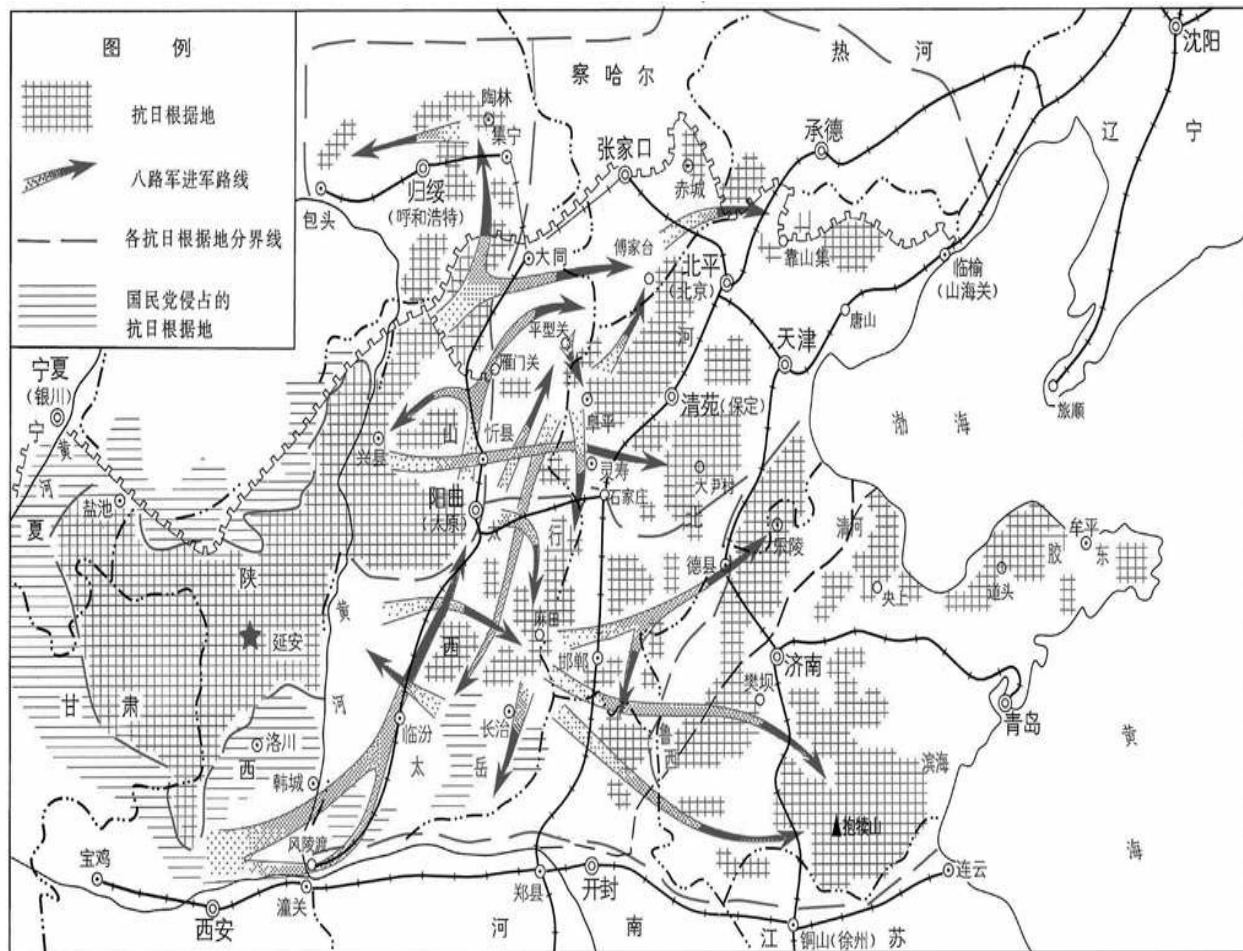 图 例
抗日根据地
八路军进军路线
各抗日根据地分界线
国民党侵占的
抗日根据地
沈阳
热 河
察哈尔
辽 宁
陶林
集宁
张家口
承德
赤城
归绥
(呼和浩特)
包头
大同
傅家台
北平
(北京)
靠山集
临榆
(山海关)
唐山
天津
平型关
雁门关
宁夏
(银川)
旅顺
河
清苑(保定)
阜平
渤 海
宁
黄
河
夏
山
忻县
兴县
灵寿
大尹村
石家庄
盐池
阳曲
(太原)
太
行
北
乐陵
清河
牟平
胶 东
德县
道头
央上
陕
延安
黄
河
西
麻田
邯郸
济南
樊坝
青岛
甘 肃
洛川
西
韩城
临汾
长治
太 岳
鲁
西
滨海
黄
海
抱犊山
风陵渡
宝鸡
西安
潼关
郑县
开封
连云
河 南
江 苏
铜山(徐州)